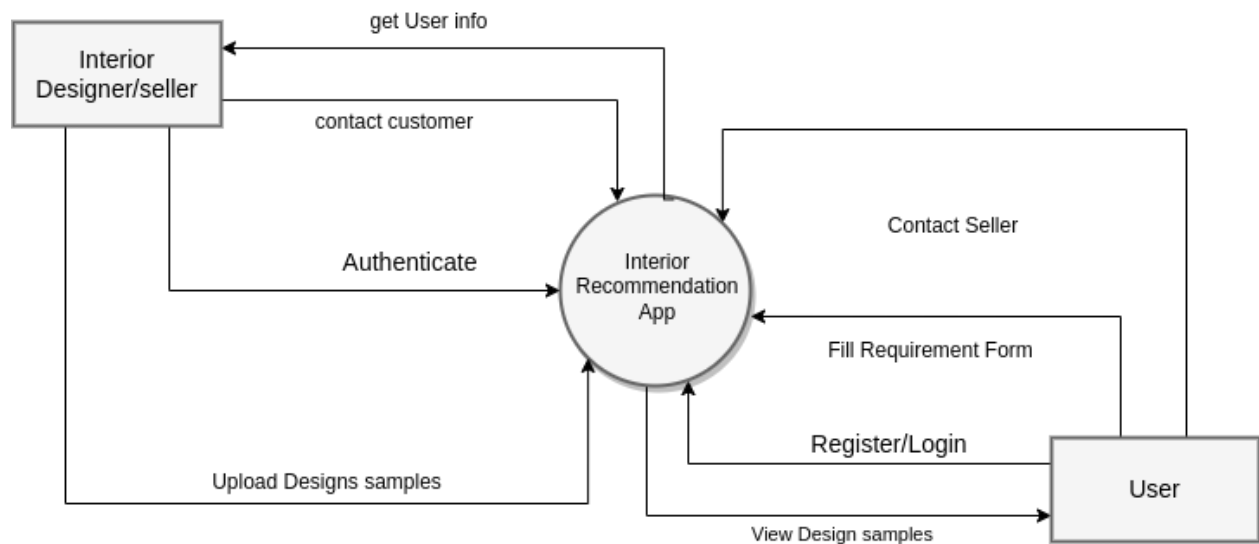 get User info
Interior
Designer/seller
contact customer
Contact Seller
Authenticate
Interior
Recommendation
App
Fill Requirement Form
Register/Login
Upload Designs samples
User
View Design samples